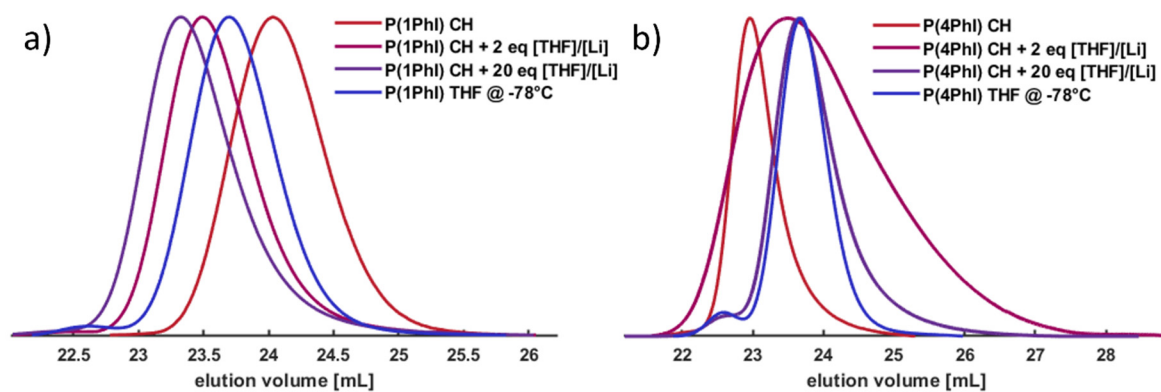 a)
P(1PhI) CH
P(1PhI) CH + 2 eq [THF]/[Li]
P(1PhI) CH + 20 eq [THF]/[Li]
P(1PhI) THF @ -78°C
22.5 23 23.5 24 24.5 25 25.5 26
elution volume [mL]
b)
P(4PhI) CH
P(4PhI) CH + 2 eq [THF]/[Li]
P(4PhI) CH + 20 eq [THF]/[Li]
P(4PhI) THF @ -78°C
22 23 24 25 26 27 28
elution volume [mL]